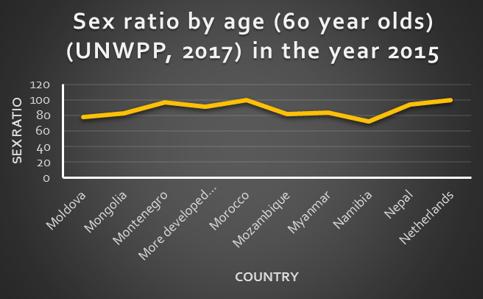 Sex ratio by age (60 year olds)
(UNWPP, 2017) in the year 2015
SEX RATIO
120
100
80
60
40
20
0
Moldova
Mongolia
Montenegro
More developed...
Morocco
Mozambique
Myanmar
Namibia
Nepal
Netherlands
COUNTRY